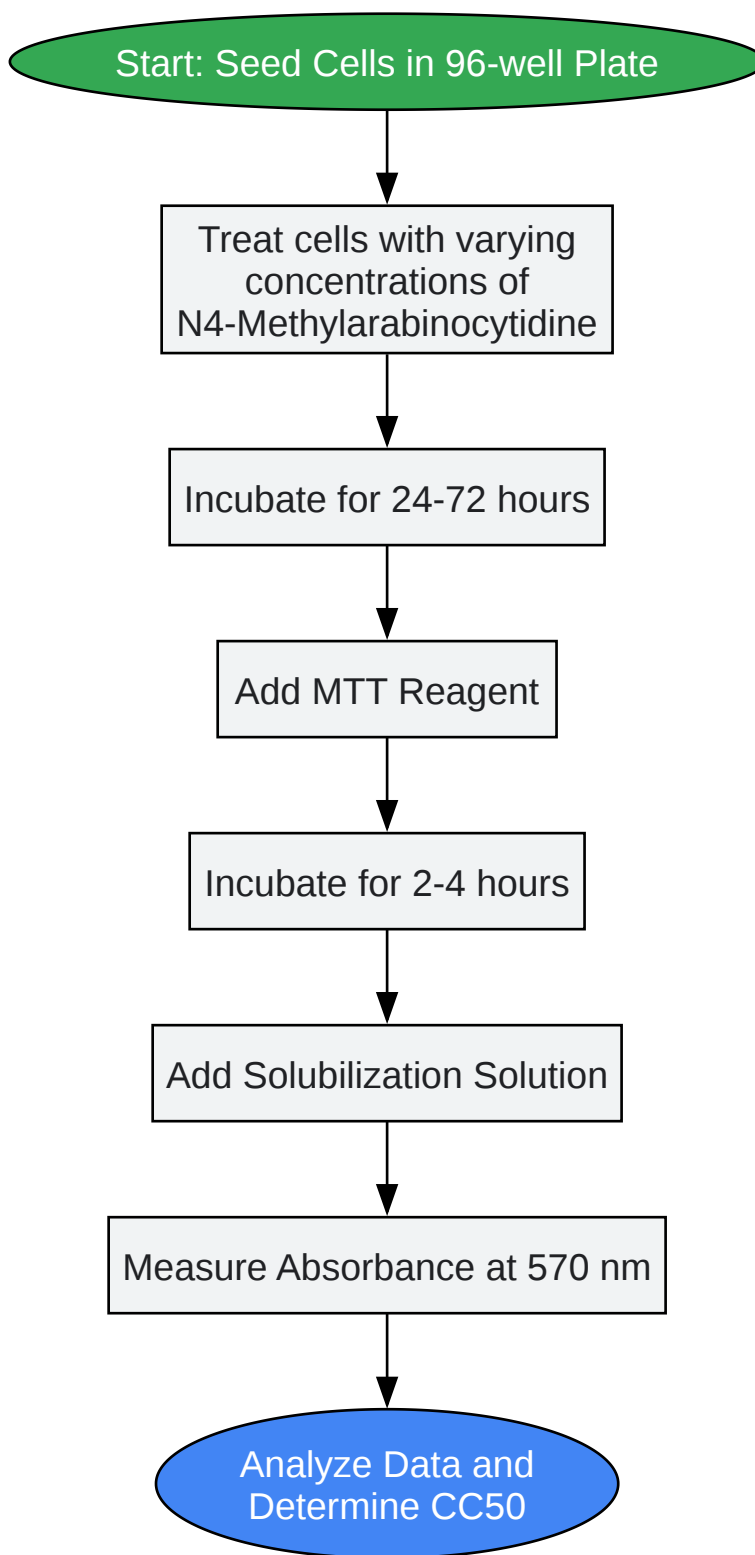 Start: Seed Cells in 96-well Plate
Treat cells with varying
concentrations of
N4-Methylarabinocytidine
Incubate for 24-72 hours
Add MTT Reagent
Incubate for 2-4 hours
Add Solubilization Solution
Measure Absorbance at 570 nm
Analyze Data and
Determine CC50